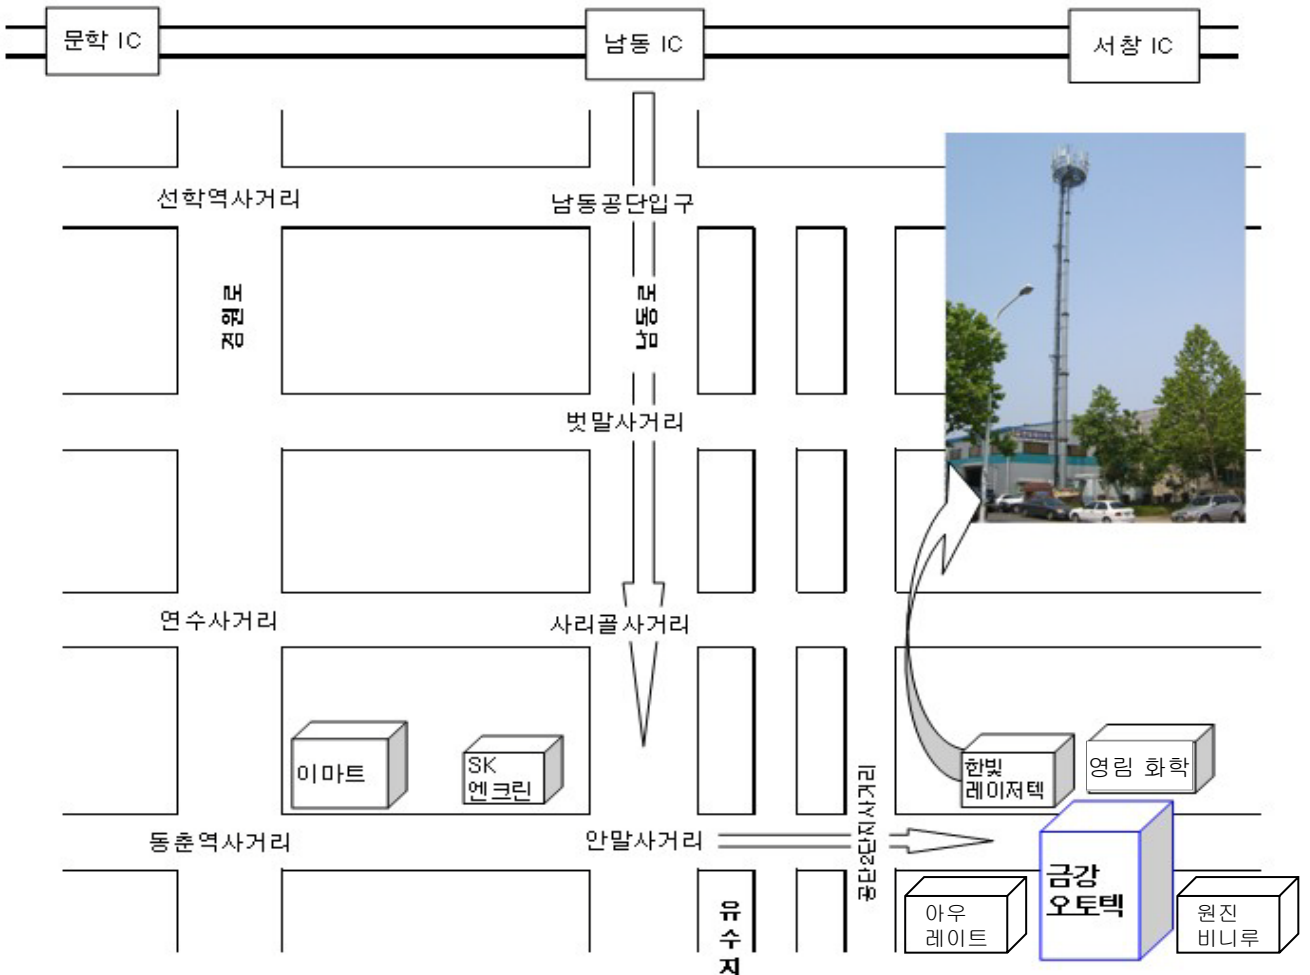 문학 IC
남동 IC
서창 IC
선학역사거리
남동공단입구
경원로
남동로
벗말사거리
연수사거리
사리골사거리
이마트
SK
엔크린
한빛
레이저텍
영림 화학
동춘역사거리
안말사거리
공단2단지사거리
금강
오토텍
아우
레이트
원진
비니루
유
수
지